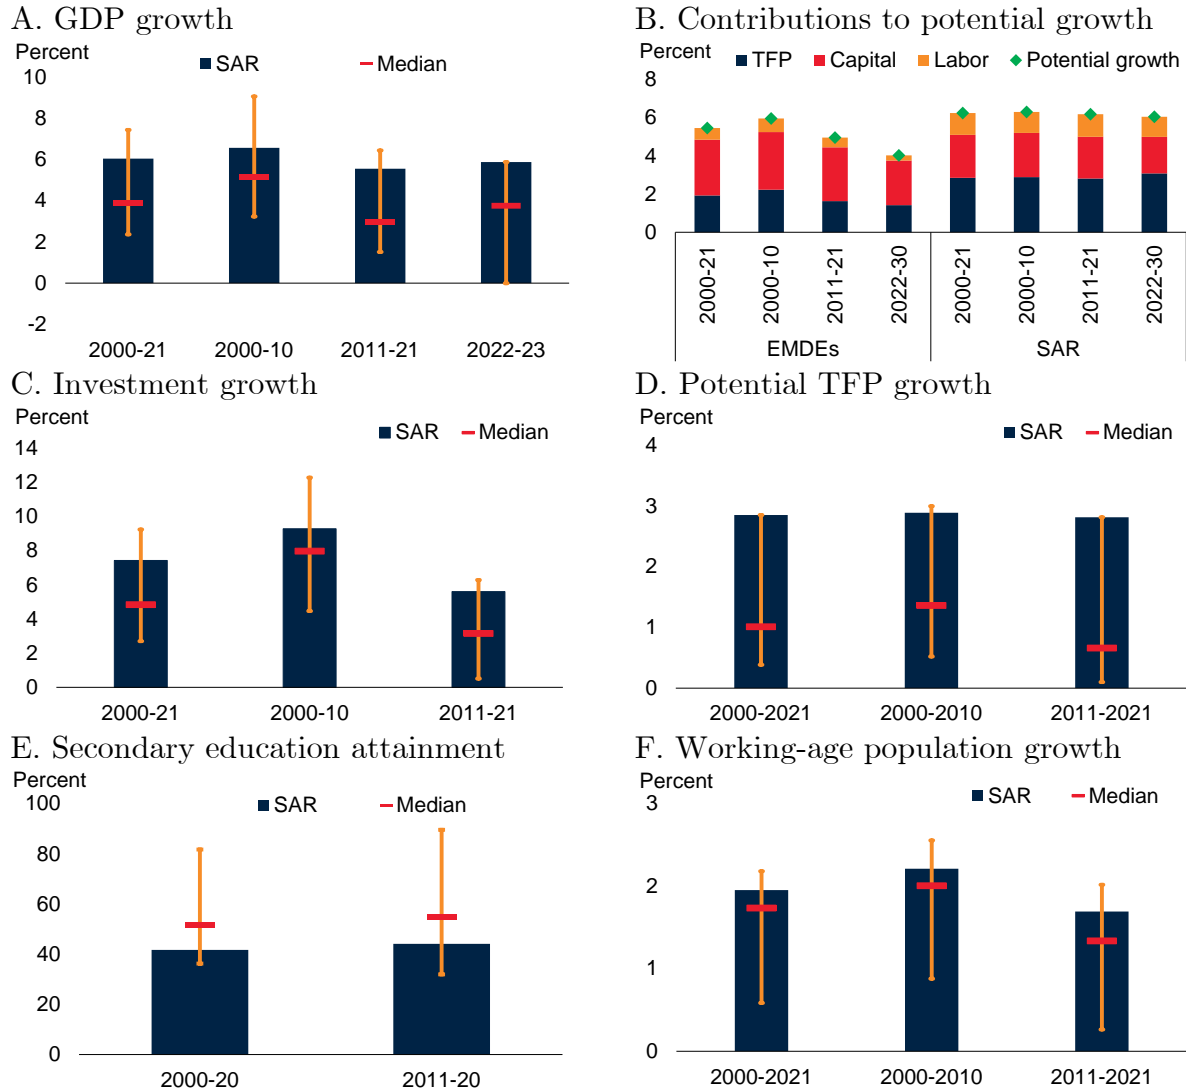 A. GDP growth
Percent
SAR Median
10
8
6
4
2
0
-2
2000-21 2000-10 2011-21 2022-23
B. Contributions to potential growth
Percent
TFP Capital Labor Potential growth
8
6
4
2
0
2000-21 2000-10 2011-21 2022-30 2000-21 2000-10 2011-21 2022-30
EMDEs SAR
C. Investment growth
Percent
SAR Median
14
12
10
8
6
4
2
0
2000-21 2000-10 2011-21
D. Potential TFP growth
Percent
SAR Median
4
3
2
1
0
2000-2021 2000-2010 2011-2021
E. Secondary education attainment
Percent
SAR Median
100
80
60
40
20
0
2000-20 2011-20
F. Working-age population growth
Percent
SAR Median
3
2
1
0
2000-2021 2000-2010 2011-2021